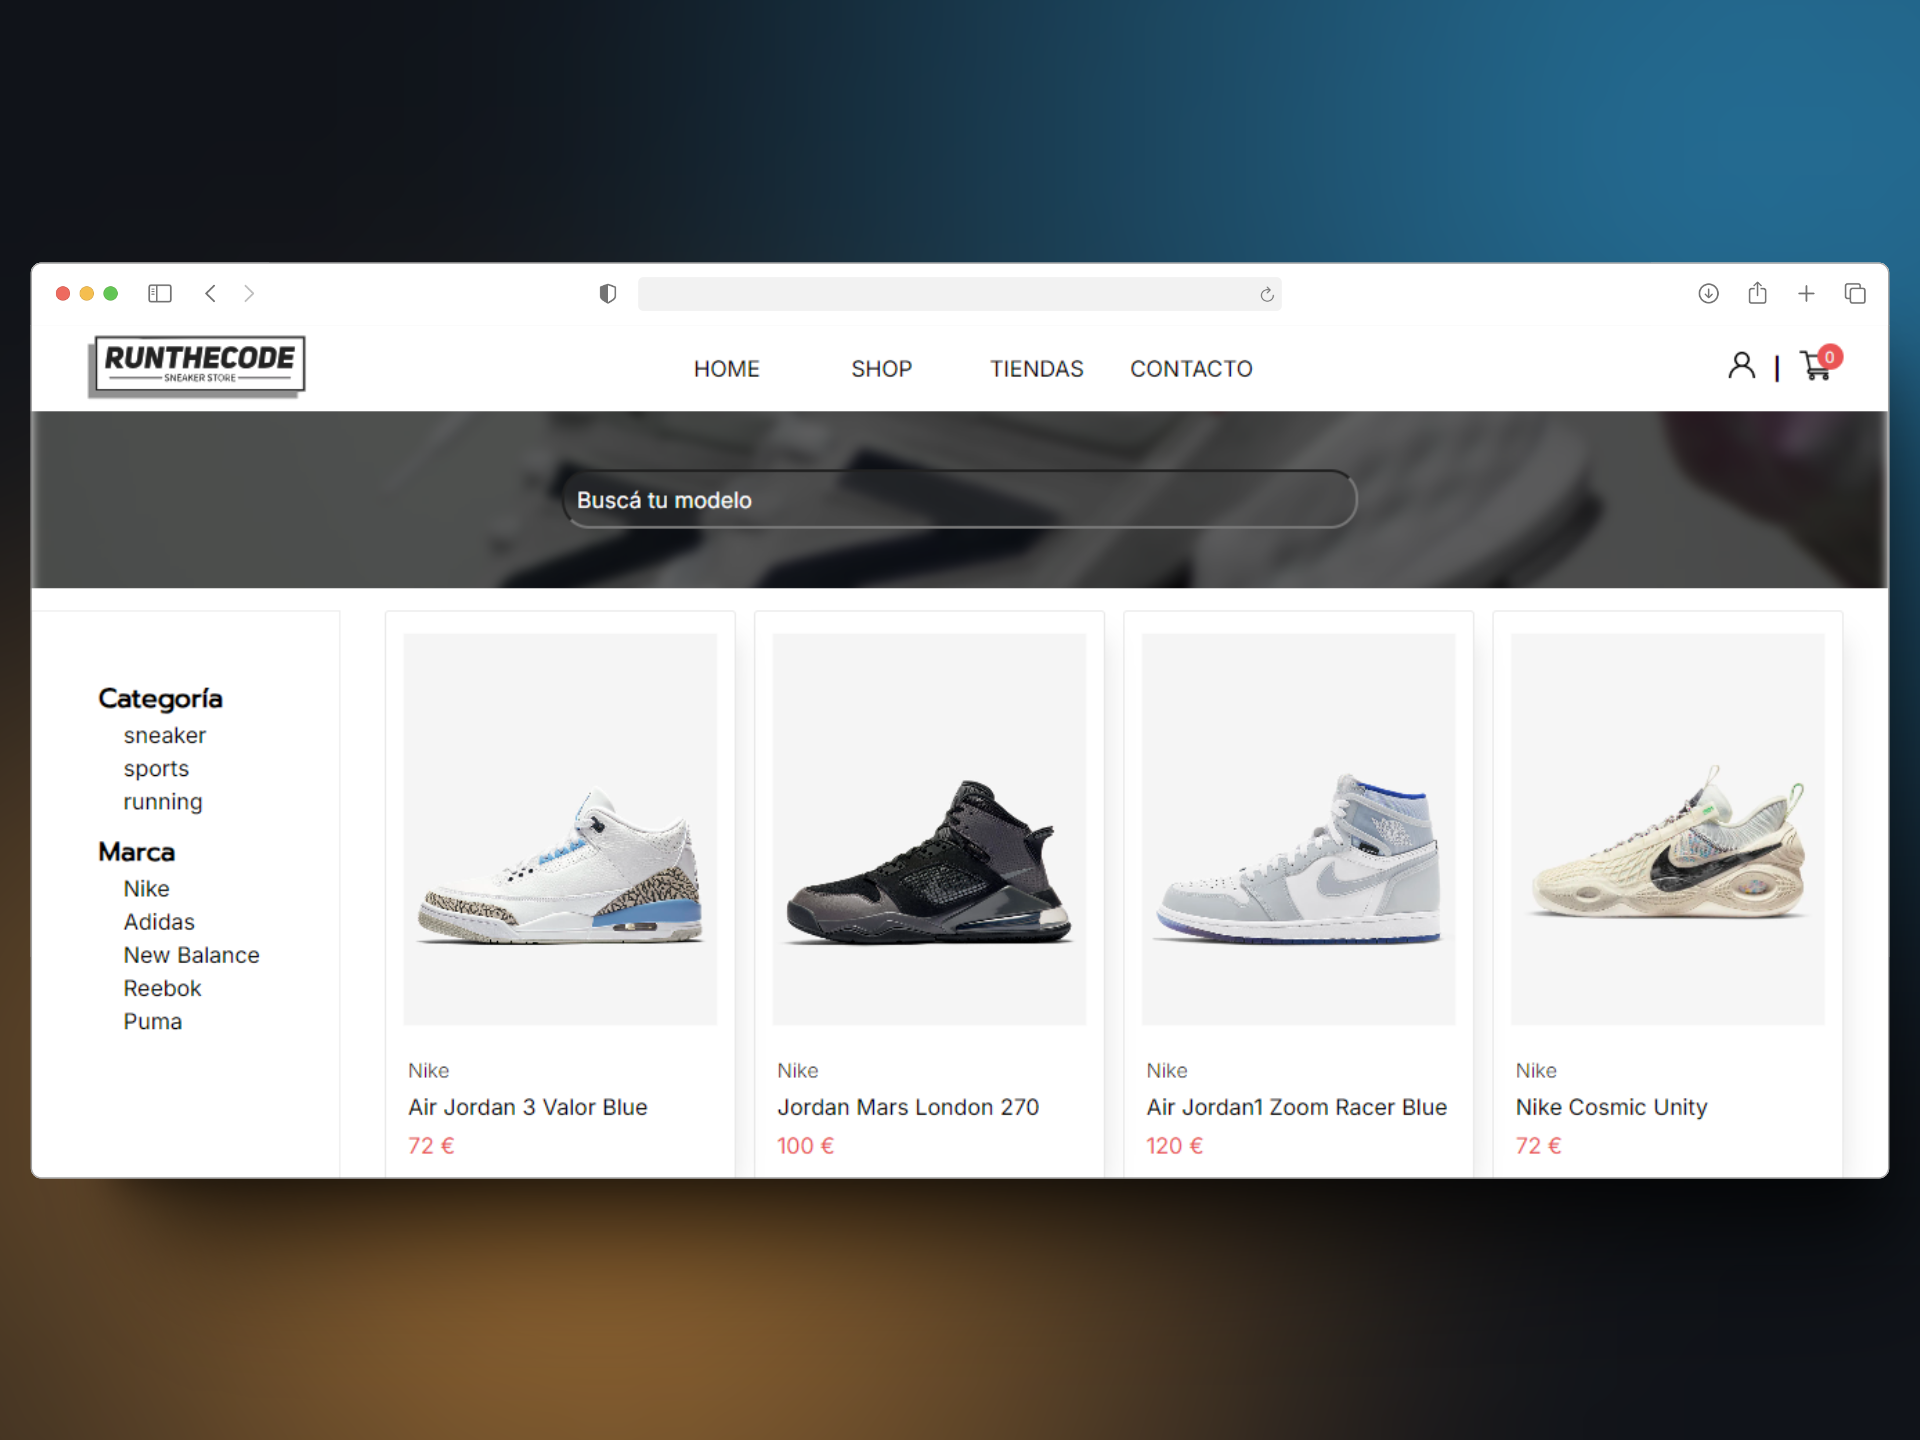 RUNTHECODE
SNEAKER STORE
HOME
SHOP
TIENDAS
CONTACTO
0
Buscá tu modelo
Categoría
sneaker
sports
running
Marca
Nike
Adidas
New Balance
Reebok
Puma
Nike
Air Jordan 3 Valor Blue
72 €
Nike
Jordan Mars London 270
100 €
Nike
Air Jordan1 Zoom Racer Blue
120 €
Nike
Nike Cosmic Unity
72 €